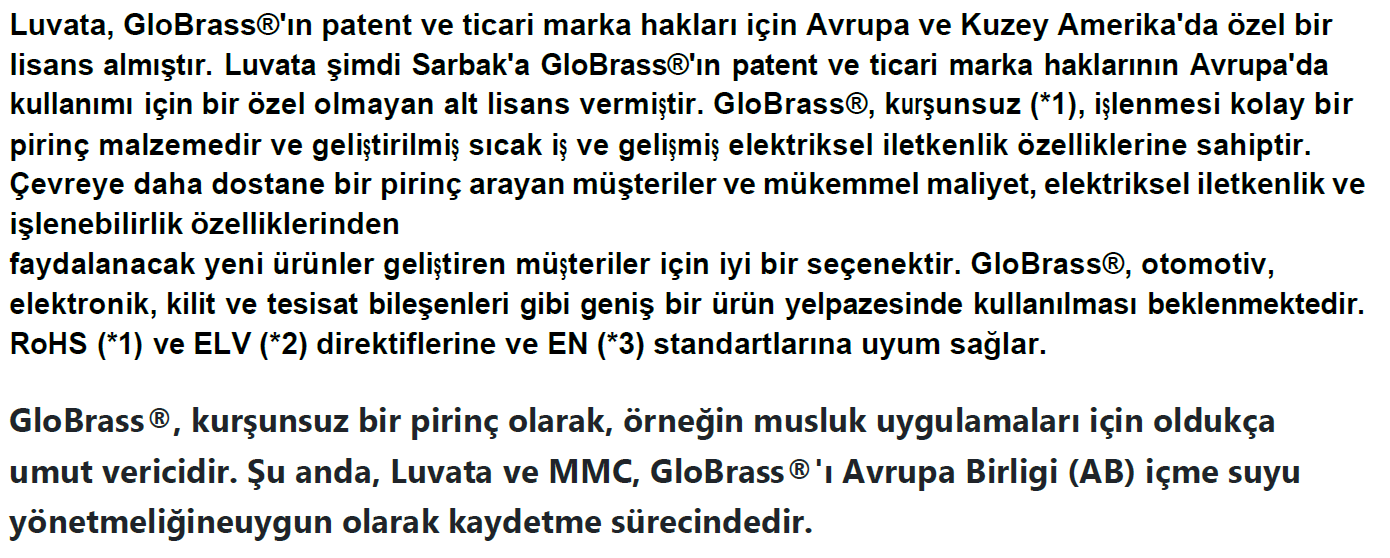 Luvata, GloBrass®'ın patent ve ticari marka hakları için Avrupa ve Kuzey Amerika'da özel bir
lisans almıştır. Luvata şimdi Sarbak'a GloBrass®'ın patent ve ticari marka haklarının Avrupa'da
kullanımı için bir özel olmayan alt lisans vermiştir. GloBrass®, kurşunsuz (*1), işlenmesi kolay bir
pirinç malzemedir ve geliştirilmiş sıcak iş ve gelişmiş elektriksel iletkenlik özelliklerine sahiptir.
Çevreye daha dostane bir pirinç arayan müşteriler ve mükemmel maliyet, elektriksel iletkenlik ve
işlenebilirlik özelliklerinden
faydalanacak yeni ürünler geliştiren müşteriler için iyi bir seçenektir. GloBrass®, otomotiv,
elektronik, kilit ve tesisat bileşenleri gibi geniş bir ürün yelpazesinde kullanılması beklenmektedir.
RoHS (*1) ve ELV (*2) direktiflerine ve EN (*3) standartlarına uyum sağlar.
GloBrass®, kurşunsuz bir pirinç olarak, örneğin musluk uygulamaları için oldukça
umut vericidir. Şu anda, Luvata ve MMC, GloBrass®'ı Avrupa Birligi (AB) içme suyu
yönetmeliğineuygun olarak kaydetme sürecindedir.